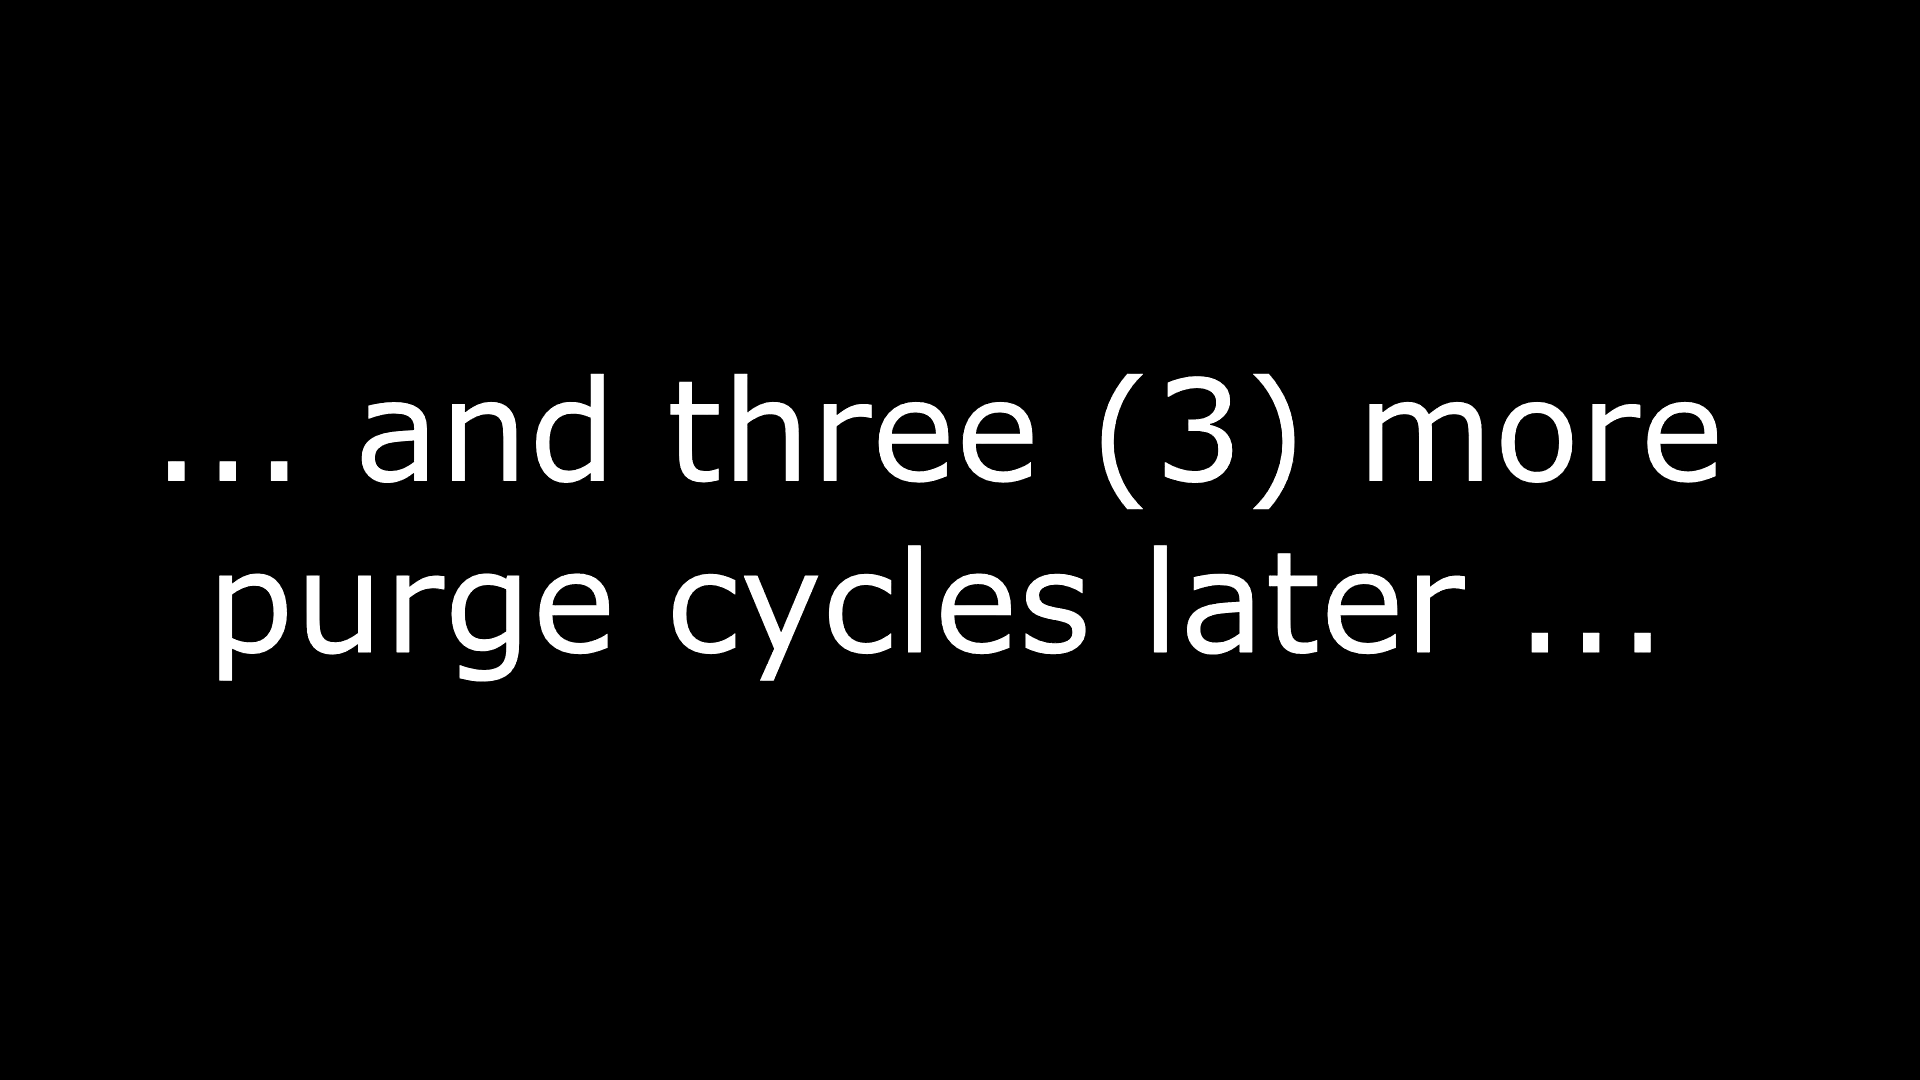 ... and three (3) more
purge cycles later ...